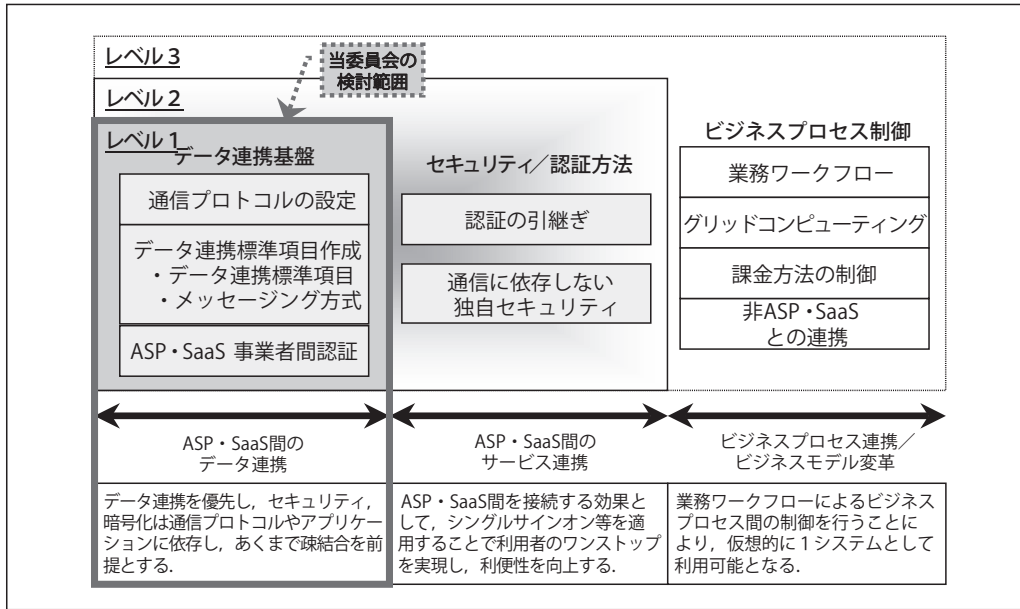 レベル3
当委員会の
検討範囲
レベル2
レベル1
データ連携基盤
通信プロトコルの設定
データ連携標準項目作成
・データ連携標準項目
・メッセージング方式
ASP・SaaS 事業者間認証
セキュリティ/認証方法
認証の引継ぎ
通信に依存しない
独自セキュリティ
ビジネスプロセス制御
業務ワークフロー
グリッドコンピューティング
課金方法の制御
非ASP・SaaS
との連携
ASP・SaaS間の
データ連携
ASP・SaaS間の
サービス連携
ビジネスプロセス連携/
ビジネスモデル変革
データ連携を優先し,セキュリティ,
暗号化は通信プロトコルやアプリケー
ションに依存し,あくまで疎結合を前
提とする.
ASP・SaaS間を接続する効果と
して,シングルサインオン等を適
用することで利用者のワンストップ
を実現し,利便性を向上する.
業務ワークフローによるビジネス
プロセス間の制御を行うことに
より,仮想的に1システムとして
利用可能となる.